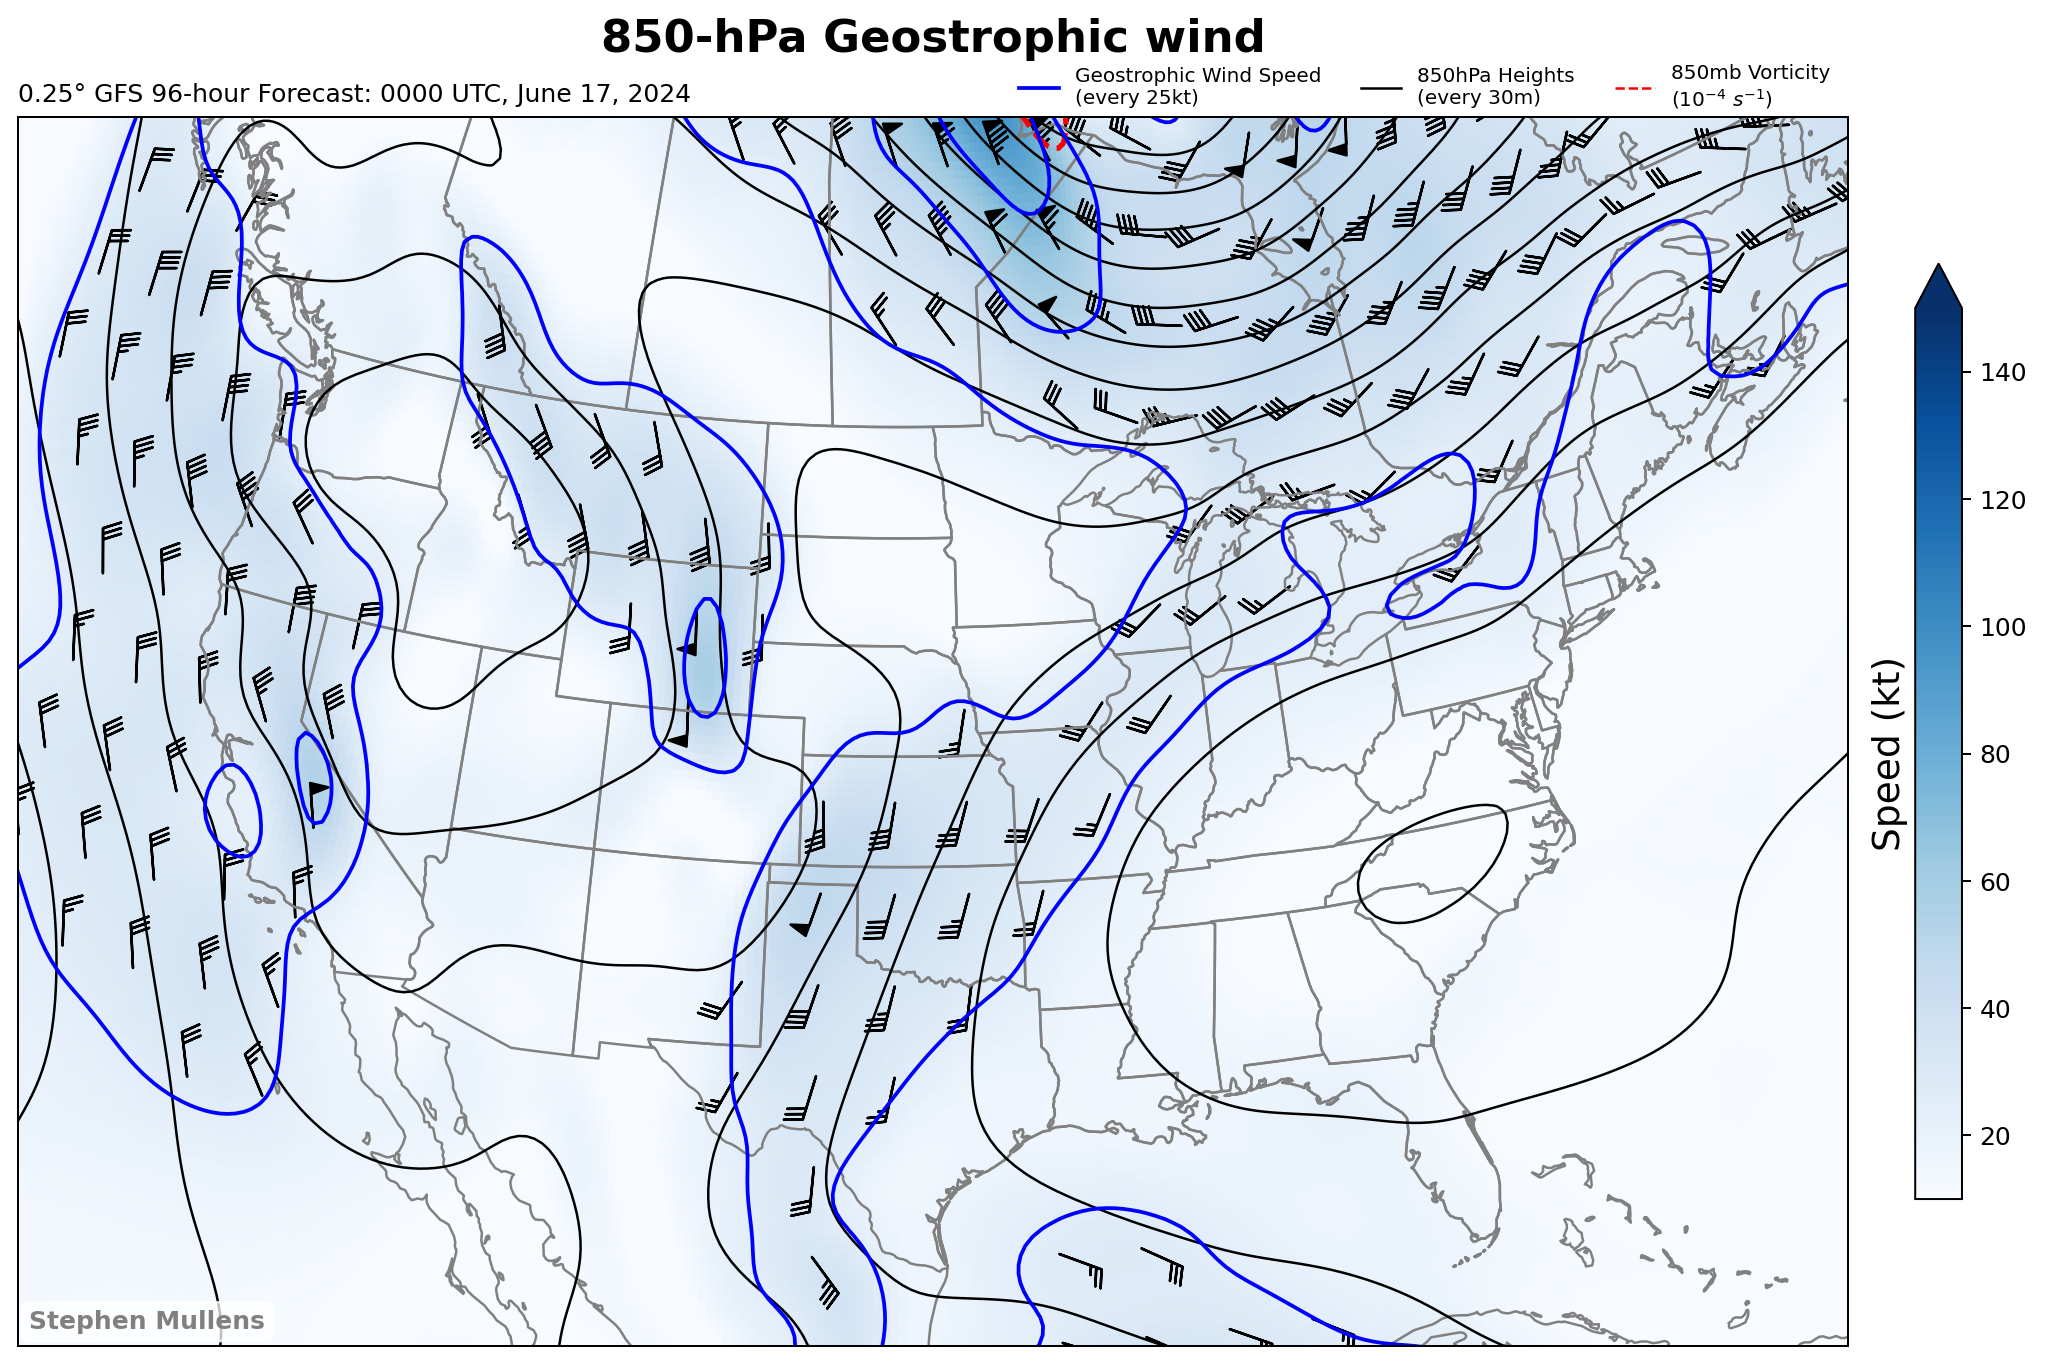 850-hPa Geostrophic wind
0.25° GFS 96-hour Forecast: 0000 UTC, June 17, 2024
Geostrophic Wind Speed
(every 25kt)
850hPa Heights
(every 30m)
850mb Vorticity
(10⁻⁴ s⁻¹)
140
120
100
80
60
40
20
Speed (kt)
Stephen Mullens